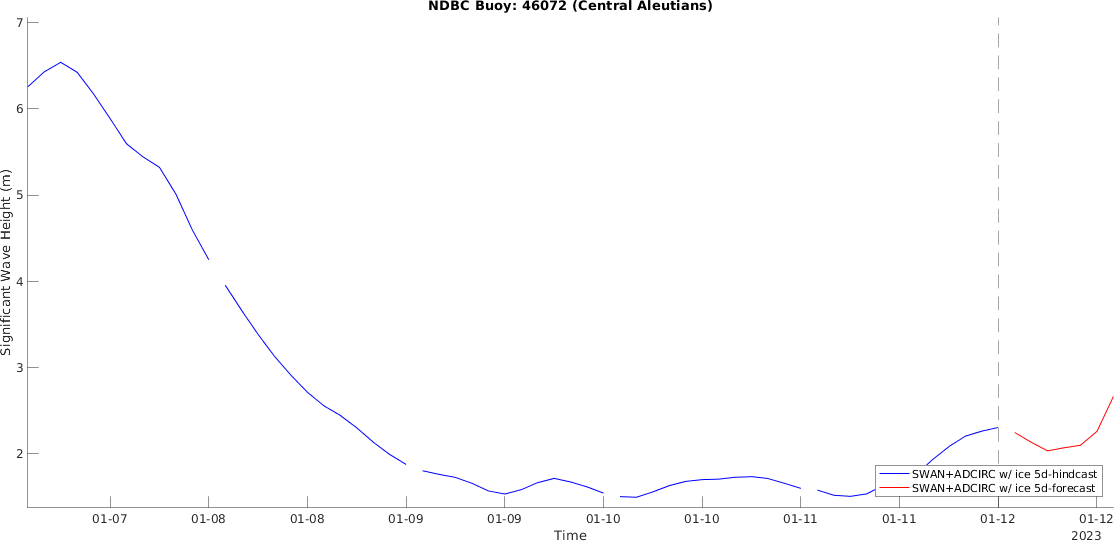 NDBC Buoy: 46072 (Central Aleutians)
7
6
5
4
3
2
Significant Wave Height (m)
SWAN+ADCIRC w/ ice 5d-hindcast
SWAN+ADCIRC w/ ice 5d-forecast
01-07 01-08 01-08 01-09 01-09 01-10 01-10 01-11 01-11 01-12 01-12
Time
2023